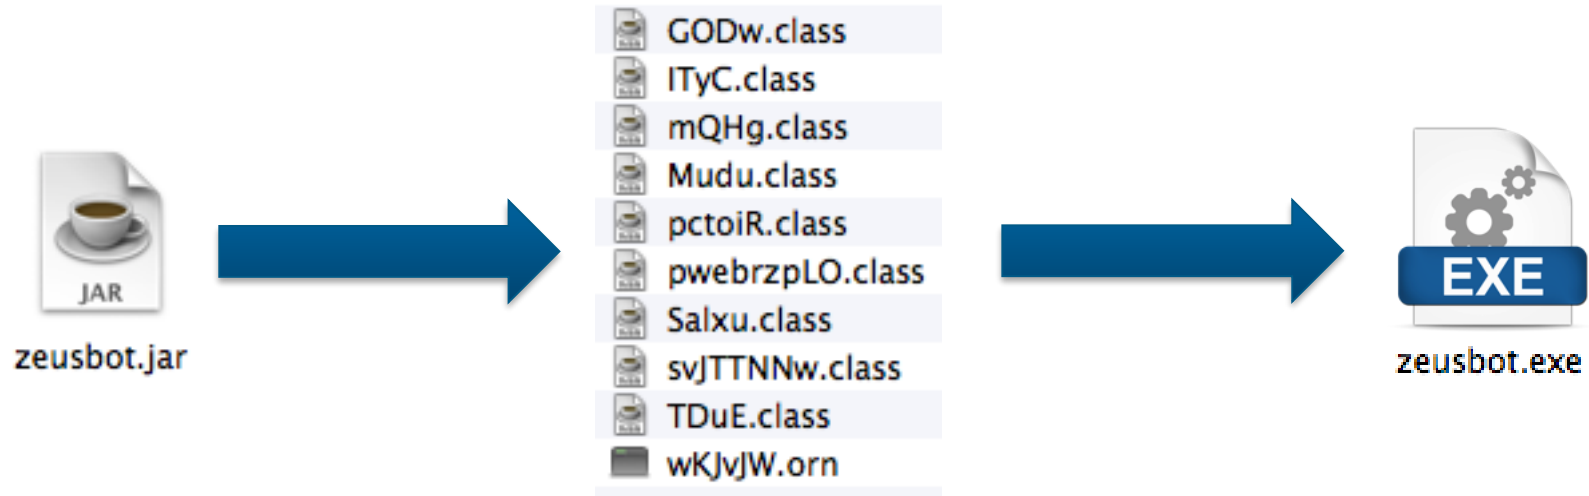 JAR
zeusbot.jar
GODw.class
ITyC.class
mQHg.class
Mudu.class
pctoiR.class
pwebrzpLO.class
Salxu.class
svJTTNNw.class
TDuE.class
wKJvJW.orn
EXE
zeusbot.exe